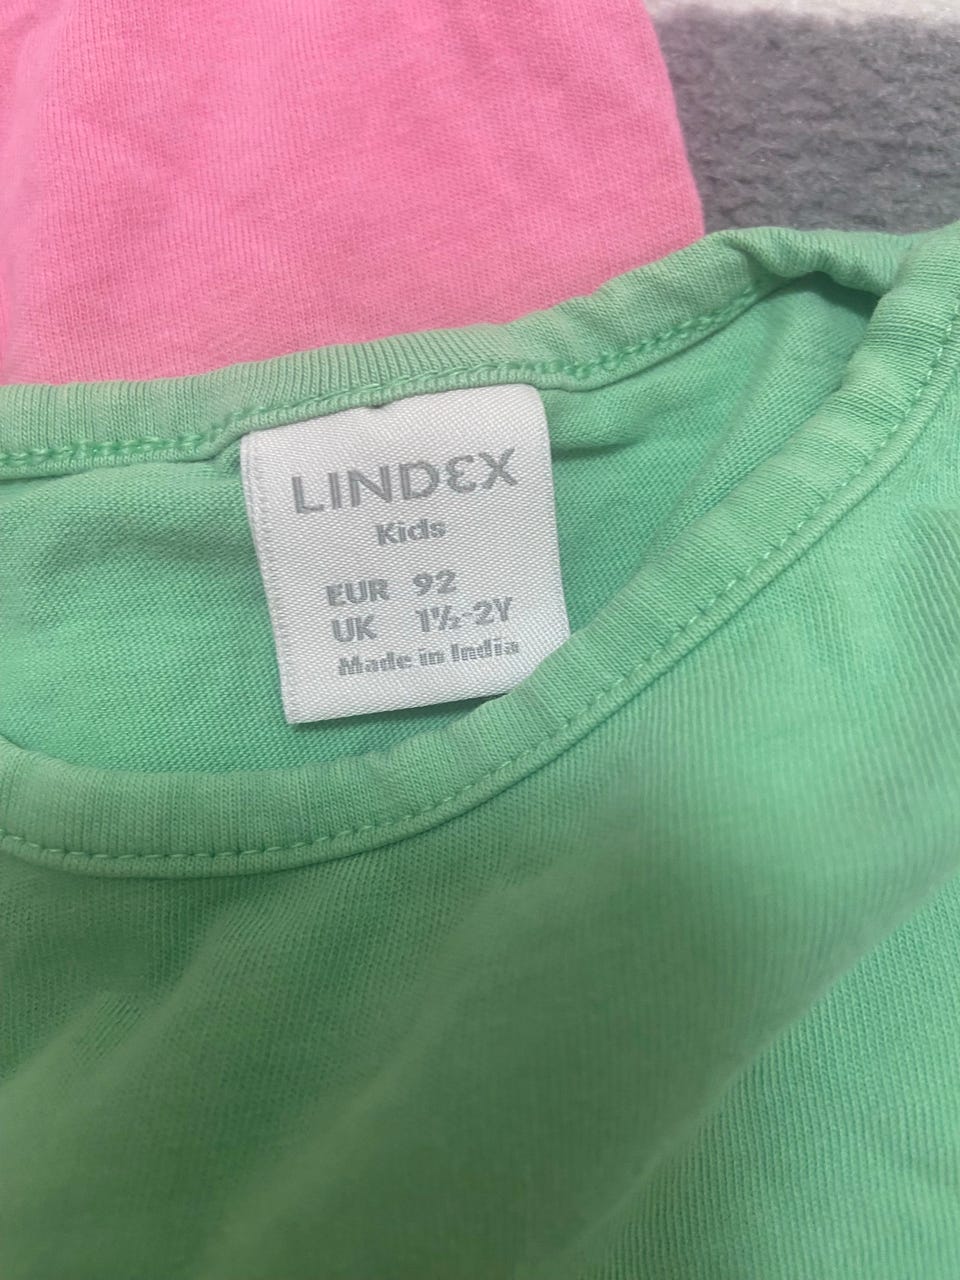 LINDEX
Kids
EUR 92
UK 1½-2Y
Made in India